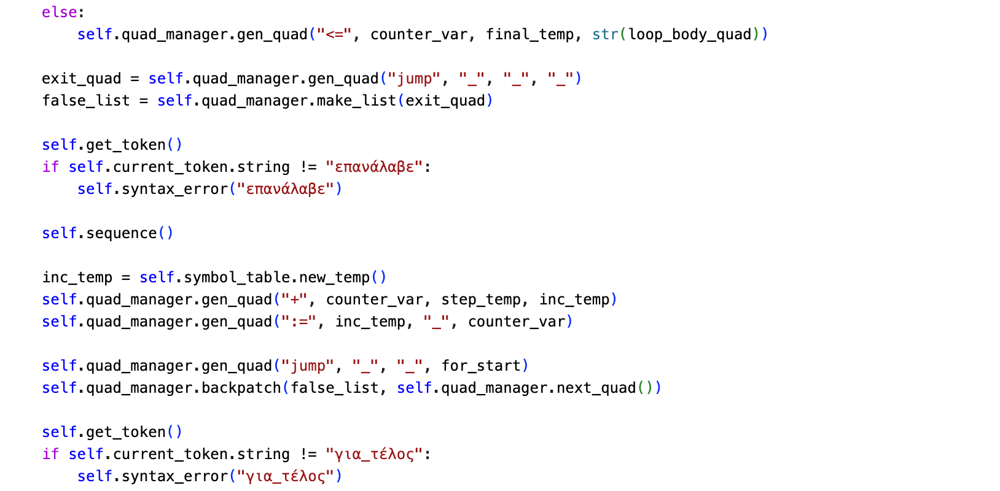 else:
    self.quad_manager.gen_quad("<=", counter_var, final_temp, str(loop_body_quad))
exit_quad = self.quad_manager.gen_quad("jump", "_", "_", "_")
false_list = self.quad_manager.make_list(exit_quad)
self.get_token()
if self.current_token.string != "επανάλαβε":
    self.syntax_error("επανάλαβε")
self.sequence()
inc_temp = self.symbol_table.new_temp()
self.quad_manager.gen_quad("+", counter_var, step_temp, inc_temp)
self.quad_manager.gen_quad(":=", inc_temp, "_", counter_var)
self.quad_manager.gen_quad("jump", "_", "_", for_start)
self.quad_manager.backpatch(false_list, self.quad_manager.next_quad())
self.get_token()
if self.current_token.string != "για_τέλος":
    self.syntax_error("για_τέλος")